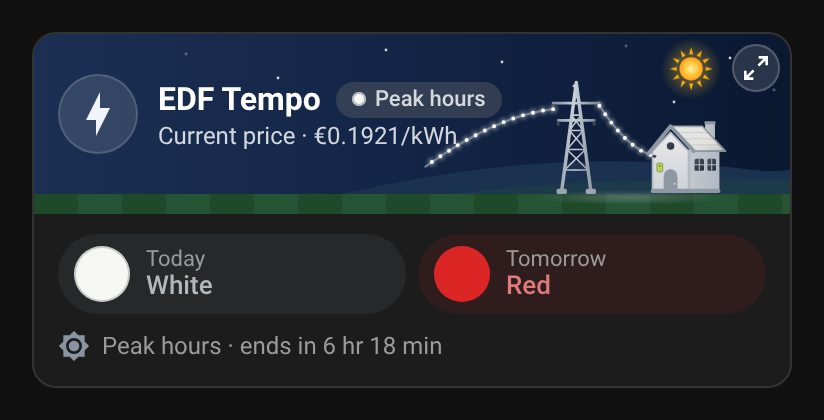 EDF Tempo
Peak hours
Current price · €0.1921/kWh
Today
White
Tomorrow
Red
Peak hours · ends in 6 hr 18 min